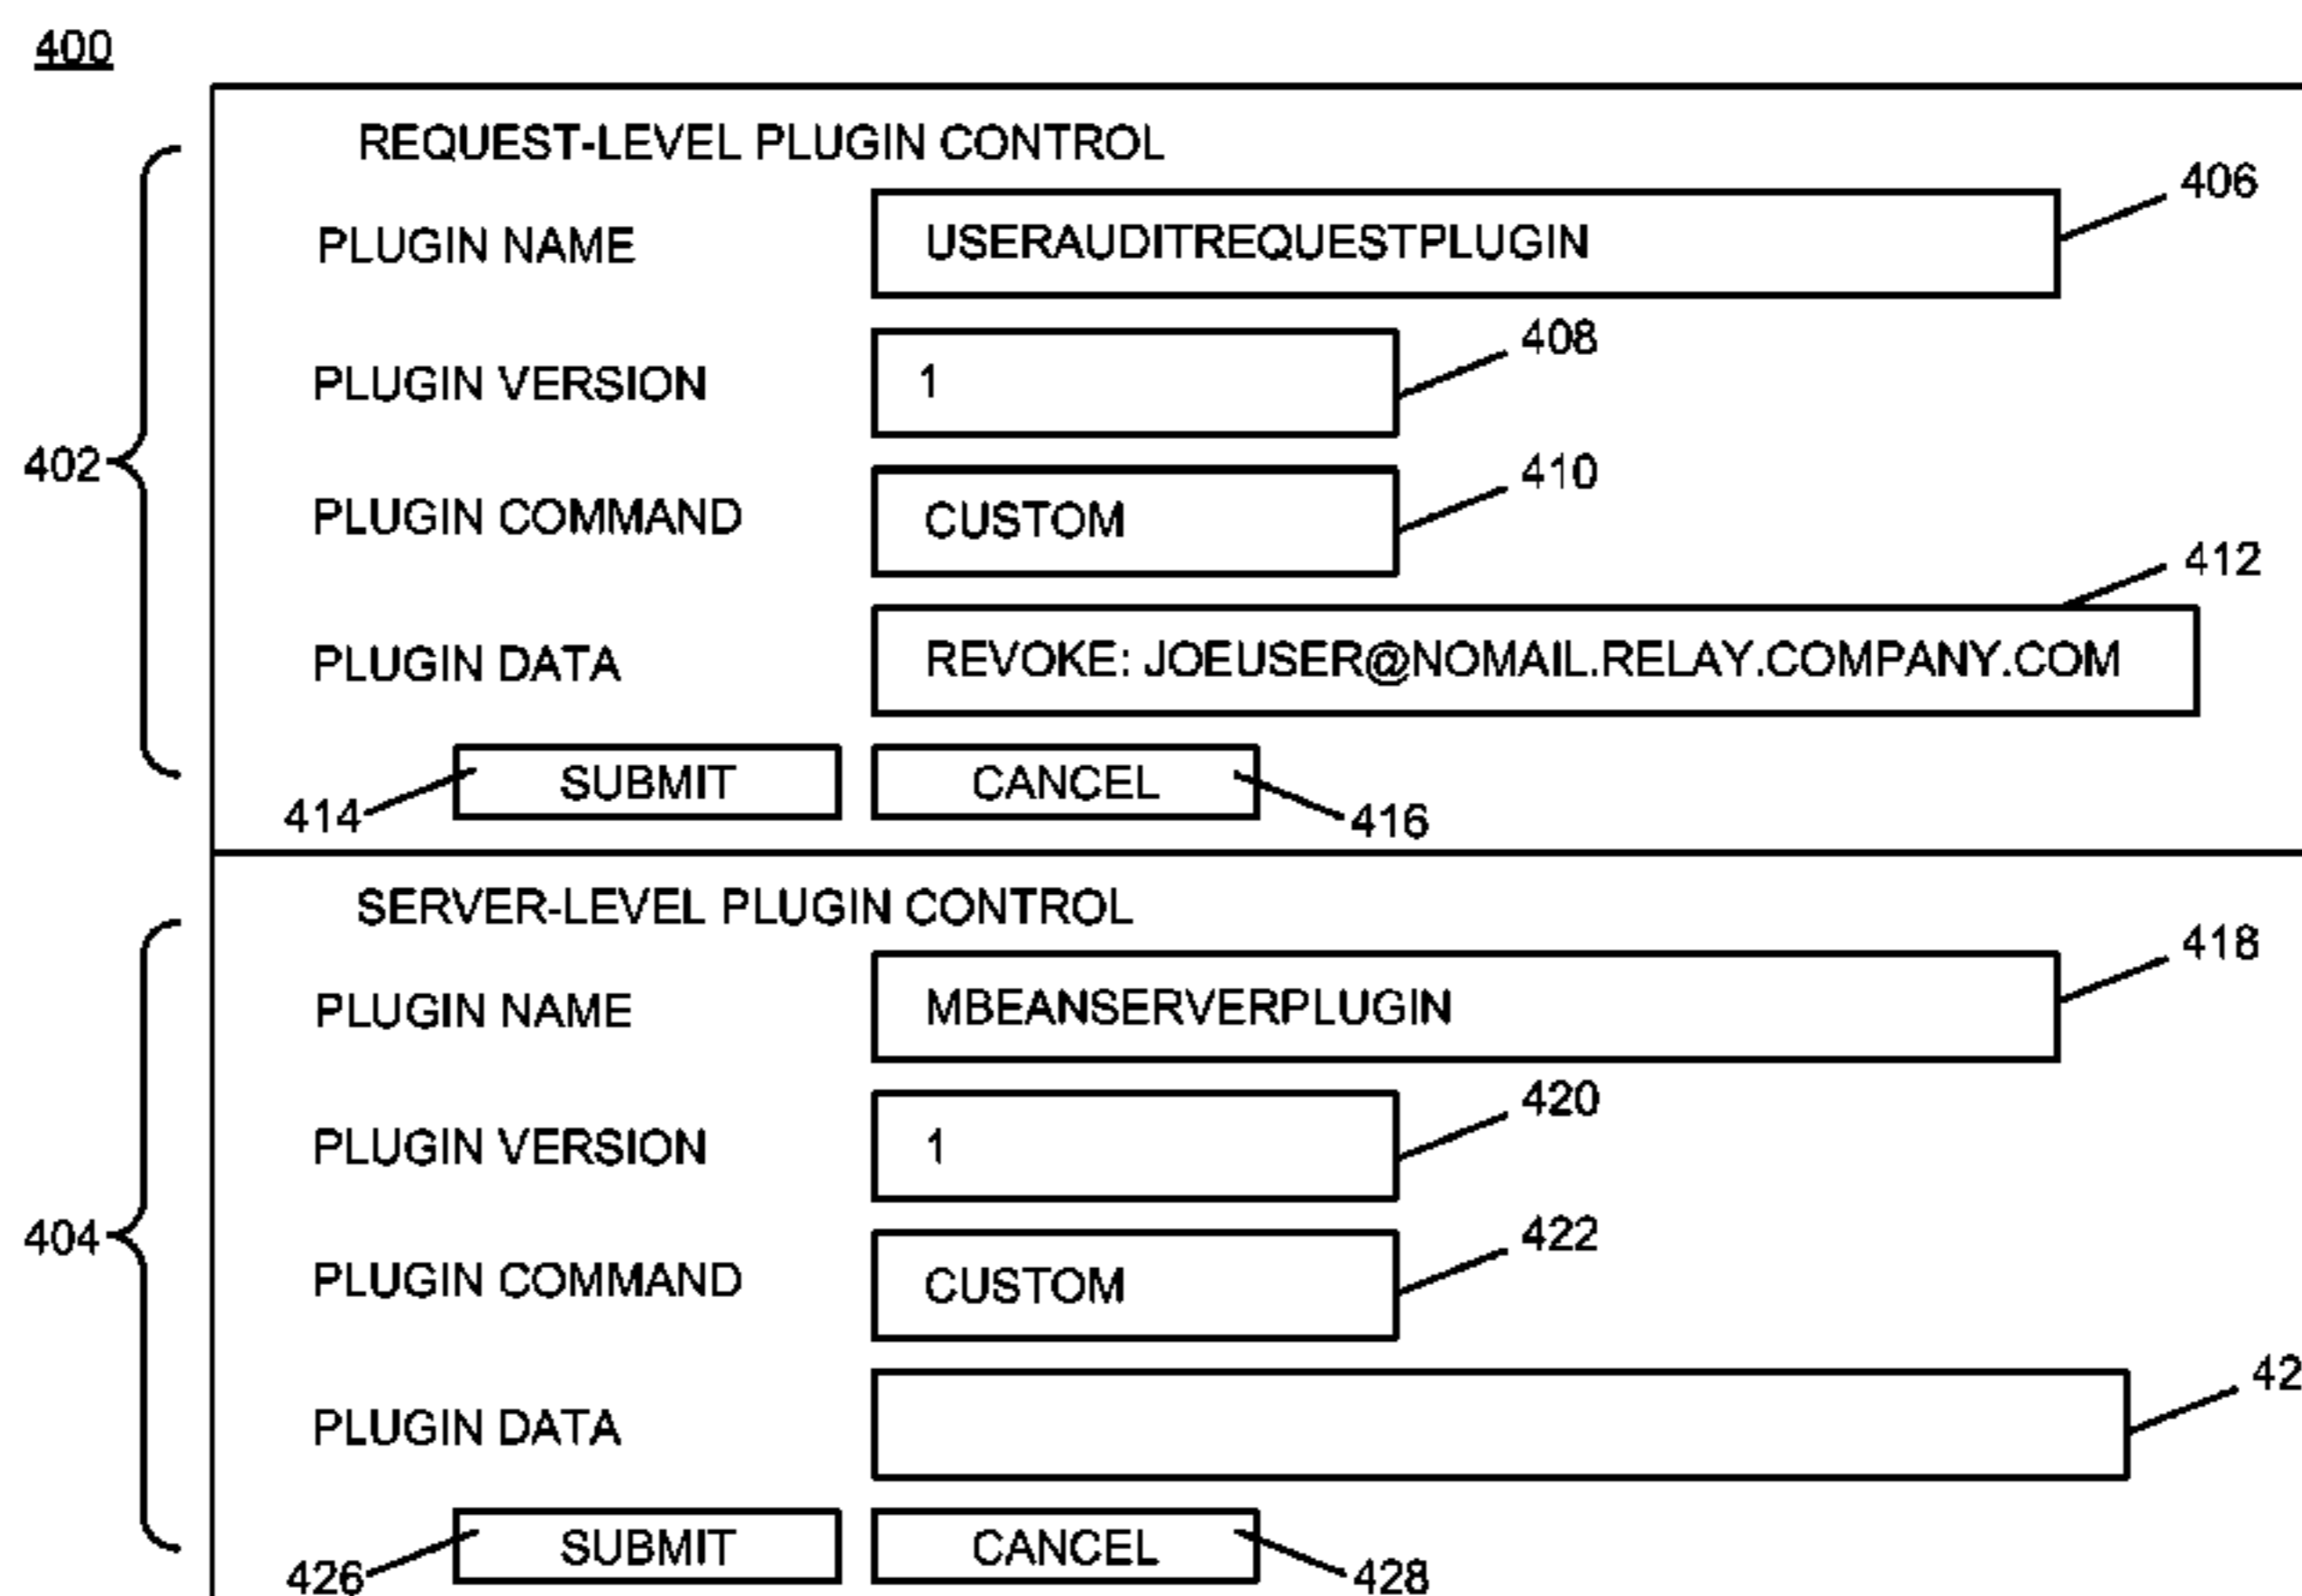 400
REQUEST-LEVEL PLUGIN CONTROL
PLUGIN NAME USERAUDITREQUESTPLUGIN 406
PLUGIN VERSION 1 408
402
PLUGIN COMMAND CUSTOM 410
PLUGIN DATA REVOKE: JOEUSER@NOMAIL.RELAY.COMPANY.COM 412
414 SUBMIT CANCEL 416
SERVER-LEVEL PLUGIN CONTROL
PLUGIN NAME MBEANSERVERPLUGIN 418
PLUGIN VERSION 1 420
404
PLUGIN COMMAND CUSTOM 422
PLUGIN DATA
426 SUBMIT CANCEL 428